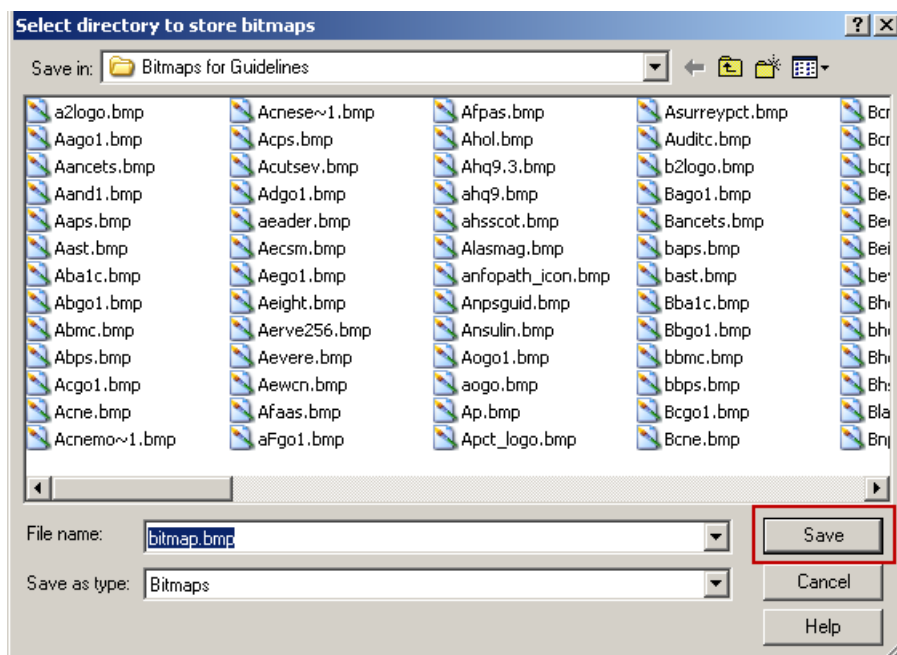 Select directory to store bitmaps
Save in: Bitmaps for Guidelines
a2logo.bmp
Aago1.bmp
Aancets.bmp
Aand1.bmp
Aaps.bmp
Aast.bmp
Aba1c.bmp
Abgo1.bmp
Abmc.bmp
Abps.bmp
Acgo1.bmp
Acne.bmp
Acnemo~1.bmp
Acnese~1.bmp
Acps.bmp
Acutsev.bmp
Adgo1.bmp
aeader.bmp
Aecsm.bmp
Aego1.bmp
Aeight.bmp
Aerve256.bmp
Aevere.bmp
Aewcn.bmp
Afaas.bmp
aFgo1.bmp
Afpas.bmp
Ahol.bmp
Ahq9.3.bmp
ahq9.bmp
ahsscot.bmp
Alasmag.bmp
anfopath_icon.bmp
Anpsguid.bmp
Ansulin.bmp
Aogo1.bmp
aogo.bmp
Ap.bmp
Apct_logo.bmp
Asurreypct.bmp
Auditc.bmp
b2logo.bmp
Bago1.bmp
Bancets.bmp
baps.bmp
bast.bmp
Bba1c.bmp
Bbgo1.bmp
bbmc.bmp
bbps.bmp
Bcgo1.bmp
Bcne.bmp
File name: bitmap.bmp
Save
Save as type: Bitmaps
Cancel
Help